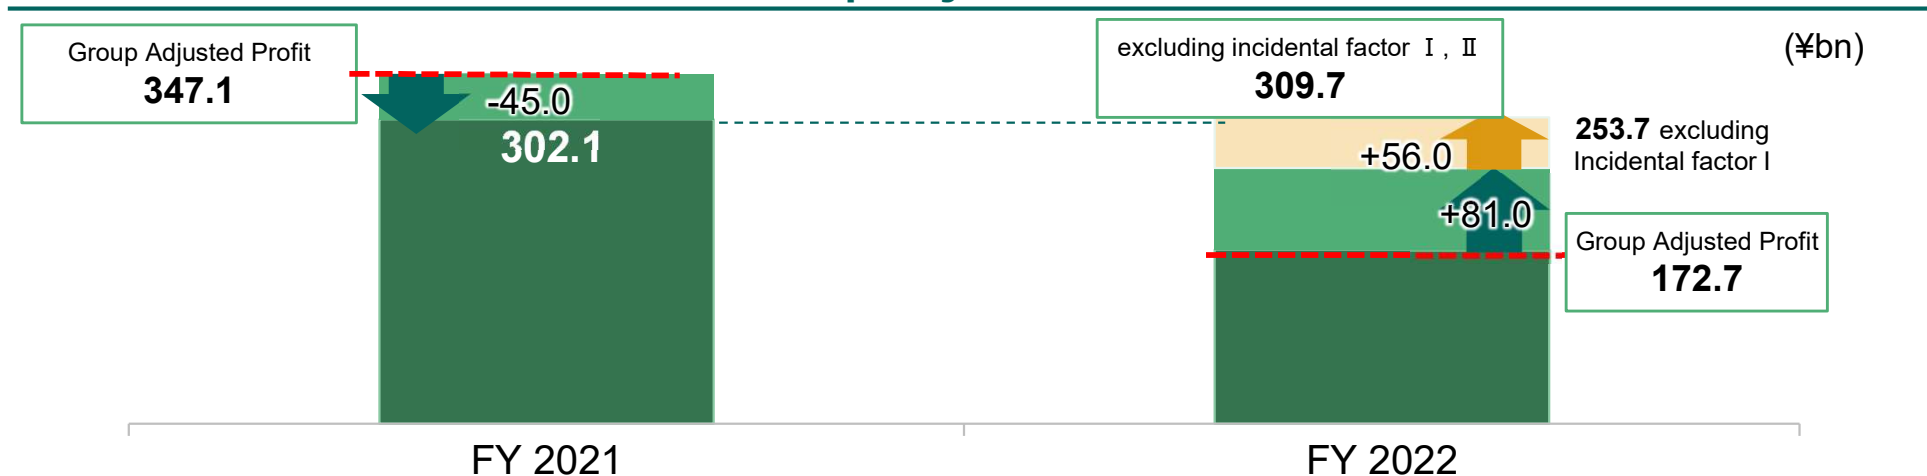 Group Adjusted Profit
347.1
-45.0
302.1
excluding incidental factor Ⅰ, Ⅱ
309.7
(¥bn)
+56.0
253.7 excluding
Incidental factor I
+81.0
Group Adjusted Profit
172.7
FY 2021
FY 2022